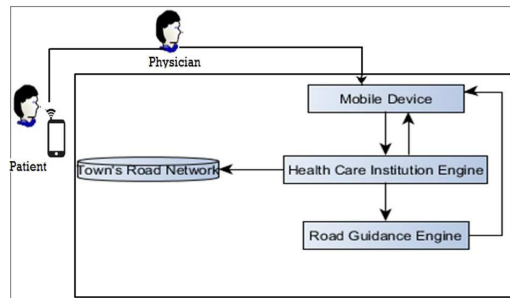 Physician
Mobile Device
Patient
Town's Road Network
Health Care Institution Engine
Road Guidance Engine